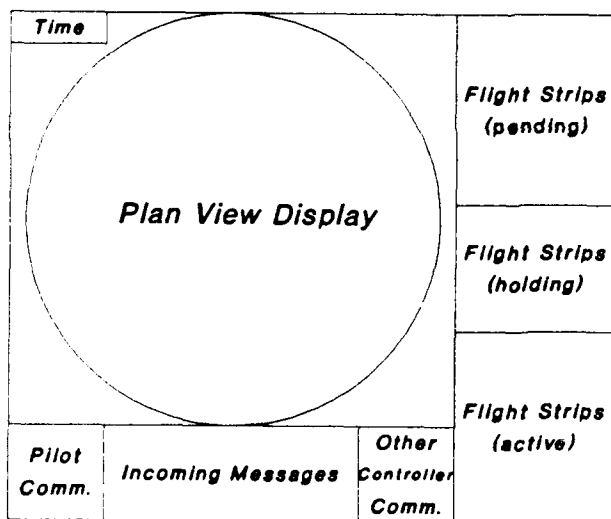 Time
Plan View Display
Flight Strips
(pending)
Flight Strips
(holding)
Flight Strips
(active)
Pilot
Comm.
Incoming Messages
Other
Controller
Comm.